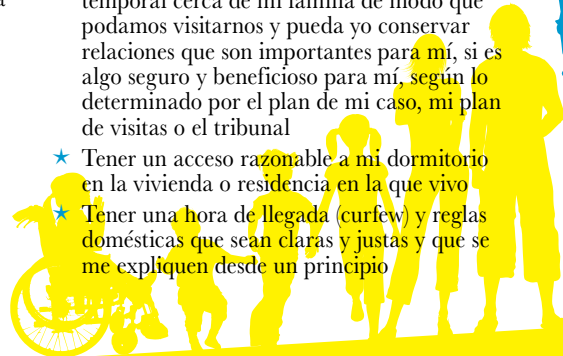 temporal cerca de mi familia de modo que
podamos visitarnos y pueda yo conservar
relaciones que son importantes para mí, si es
algo seguro y beneficioso para mí, según lo
determinado por el plan de mi caso, mi plan
de visitas o el tribunal
★ Tener un acceso razonable a mi dormitorio
en la vivienda o residencia en la que vivo
★ Tener una hora de llegada (curfew) y reglas
domésticas que sean claras y justas y que se
me expliquen desde un principio